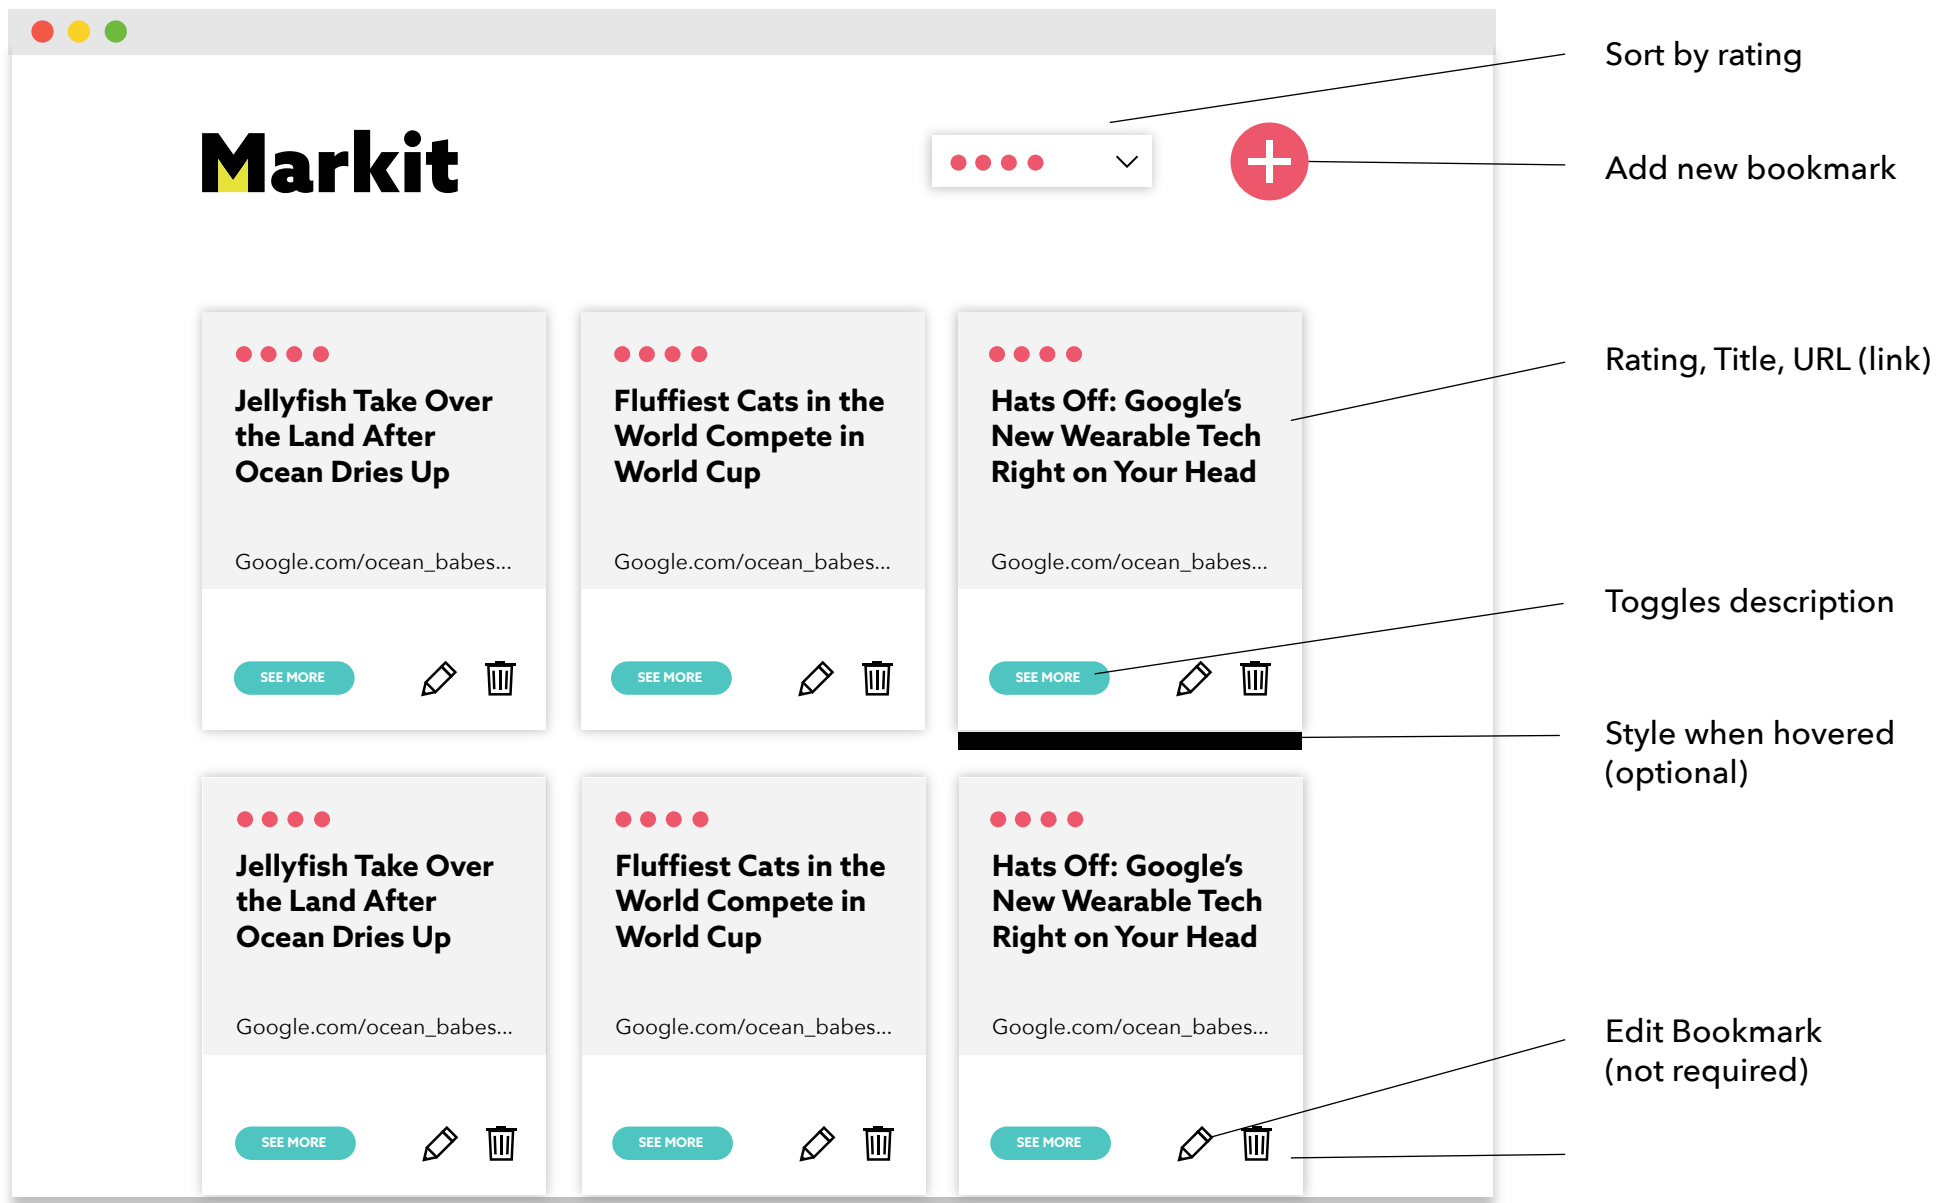 Sort by rating
Markit
Add new bookmark
Jellyfish Take Over
the Land After
Ocean Dries Up
Google.com/ocean_babes...
SEE MORE
Fluffiest Cats in the
World Compete in
World Cup
Google.com/ocean_babes...
SEE MORE
Hats Off: Google’s
New Wearable Tech
Right on Your Head
Google.com/ocean_babes...
SEE MORE
Rating, Title, URL (link)
Toggles description
Style when hovered
(optional)
Jellyfish Take Over
the Land After
Ocean Dries Up
Google.com/ocean_babes...
SEE MORE
Fluffiest Cats in the
World Compete in
World Cup
Google.com/ocean_babes...
SEE MORE
Hats Off: Google’s
New Wearable Tech
Right on Your Head
Google.com/ocean_babes...
SEE MORE
Edit Bookmark
(not required)